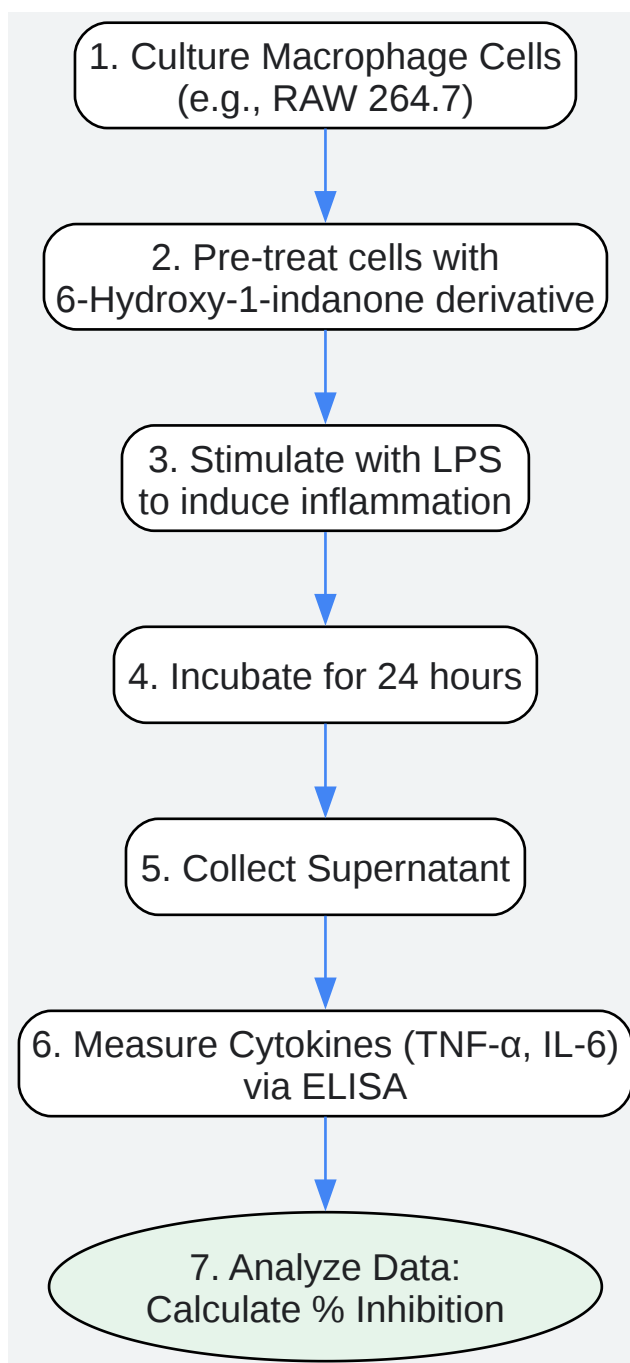 1. Culture Macrophage Cells
(e.g., RAW 264.7)
2. Pre-treat cells with
6-Hydroxy-1-indanone derivative
3. Stimulate with LPS
to induce inflammation
4. Incubate for 24 hours
5. Collect Supernatant
6. Measure Cytokines (TNF-α, IL-6)
via ELISA
7. Analyze Data:
Calculate % Inhibition